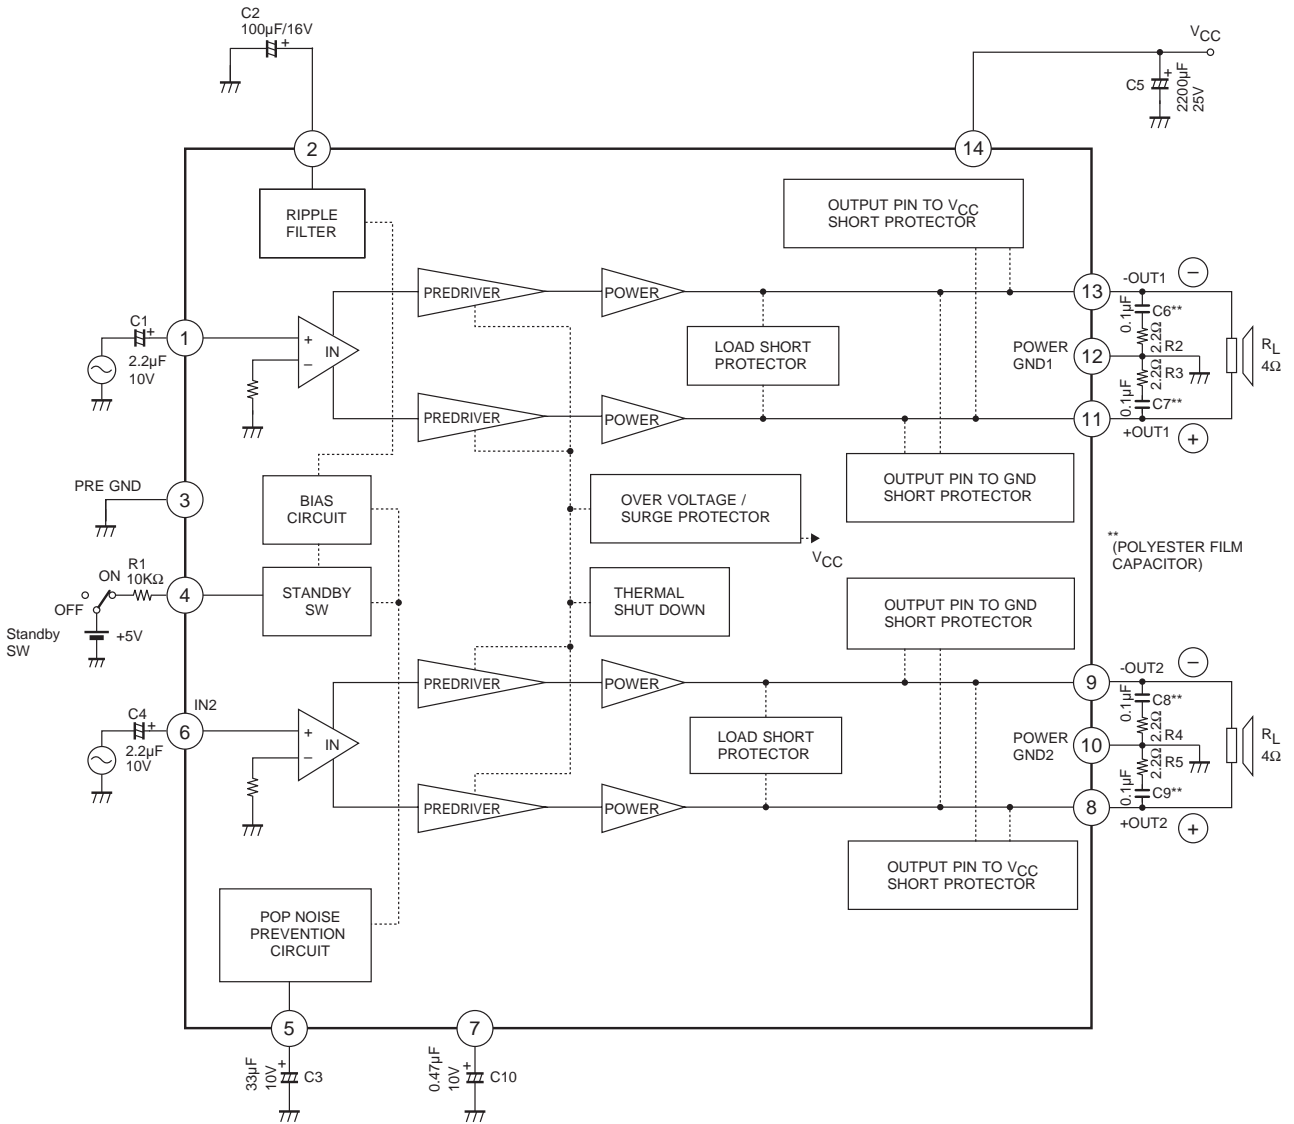 C2
100µF/16V
VCC
C5
2200µF
25V
2
14
RIPPLE
FILTER
OUTPUT PIN TO VCC
SHORT PROTECTOR
PREDRIVER
POWER
13
-OUT1
−
C1
+
2.2µF
10V
1
+
IN
−
LOAD SHORT
PROTECTOR
POWER
GND1
12
0.1µF
C6**
2.2Ω
R2
2.2Ω
R3
0.1µF
C7**
RL
4Ω
PREDRIVER
POWER
11
+OUT1
+
PRE GND
3
BIAS
CIRCUIT
OVER VOLTAGE /
SURGE PROTECTOR
VCC
OUTPUT PIN TO GND
SHORT PROTECTOR
**
(POLYESTER FILM
CAPACITOR)
R1
10KΩ
ON
OFF
Standby
SW
+5V
4
STANDBY
SW
THERMAL
SHUT DOWN
OUTPUT PIN TO GND
SHORT PROTECTOR
PREDRIVER
POWER
9
-OUT2
−
C4
+
2.2µF
10V
6
IN2
+
IN
−
LOAD SHORT
PROTECTOR
POWER
GND2
10
0.1µF
C8**
2.2Ω
R4
2.2Ω
R5
0.1µF
C9**
RL
4Ω
PREDRIVER
POWER
8
+OUT2
+
OUTPUT PIN TO VCC
SHORT PROTECTOR
POP NOISE
PREVENTION
CIRCUIT
5
7
33µF
10V
+
C3
0.47µF
10V
+
C10